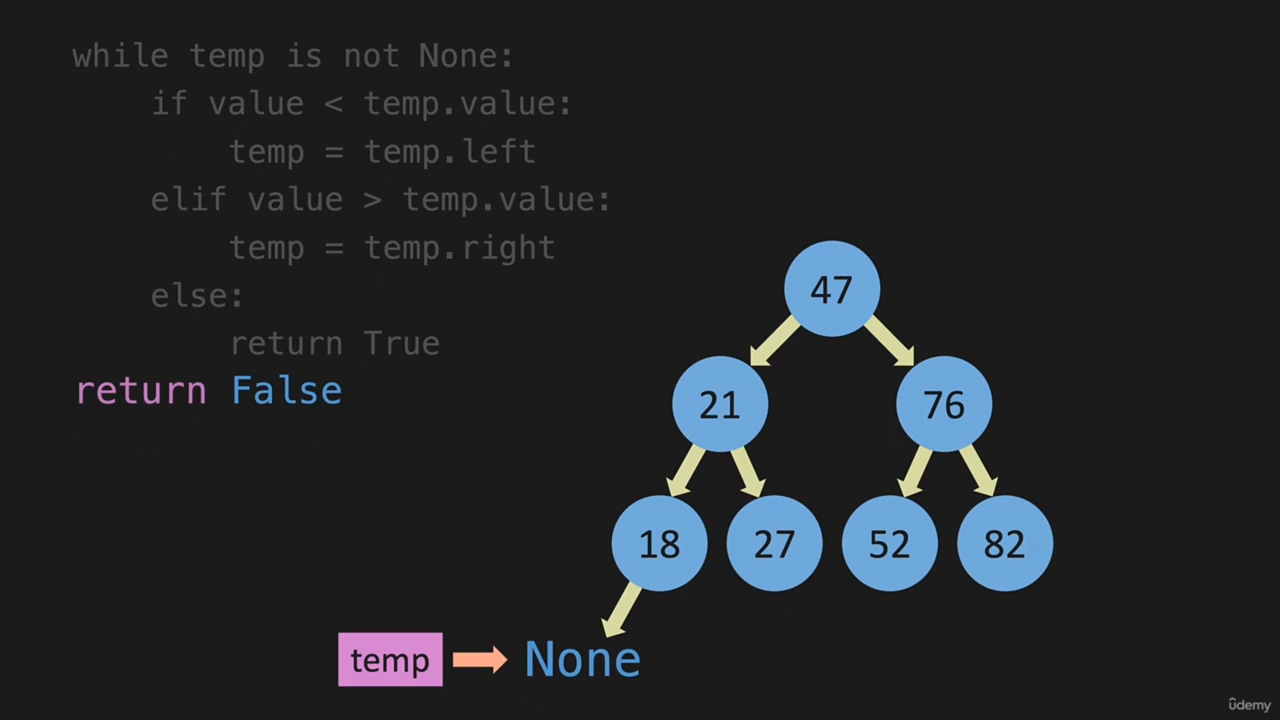 while temp is not None:
    if value < temp.value:
        temp = temp.left
    elif value > temp.value:
        temp = temp.right
    else:
        return True
return False
47
21 76
18 27 52 82
temp None
ûdemy